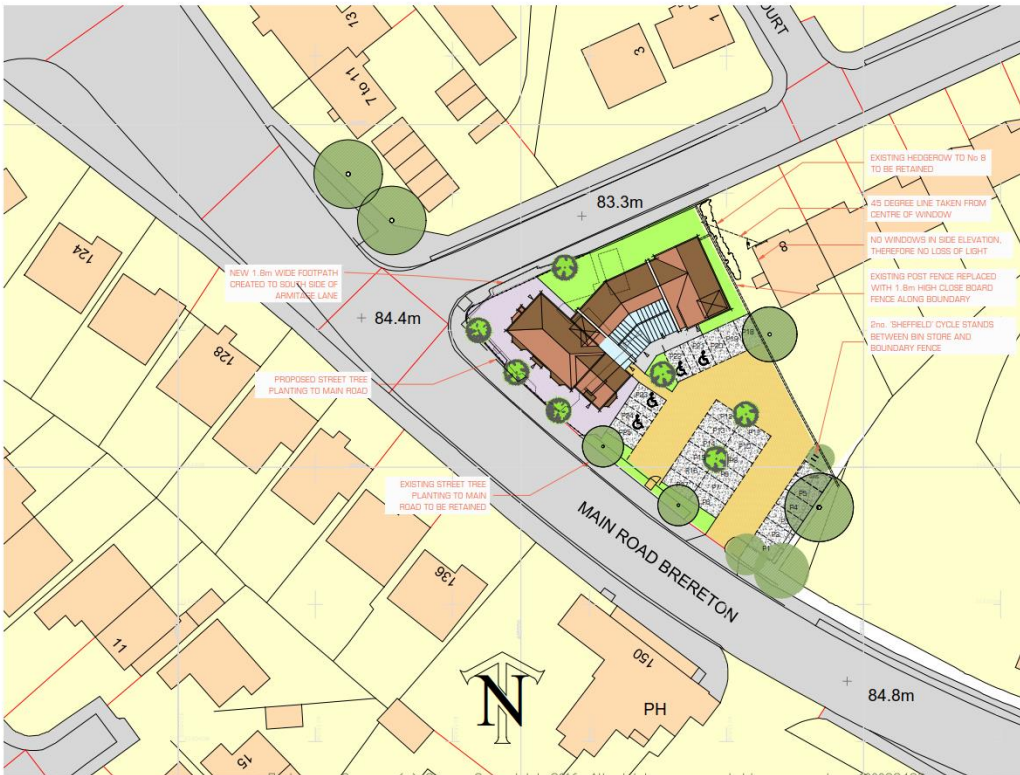 13
7 to 11
3
1
COURT
83.3m
EXISTING HEDGEROW TO No 8
TO BE RETAINED
45 DEGREE LINE TAKEN FROM
CENTRE OF WINDOW
NO WINDOWS IN SIDE ELEVATION,
THEREFORE NO LOSS OF LIGHT
EXISTING POST FENCE REPLACED
WITH 1.8m HIGH CLOSE BOARD
FENCE ALONG BOUNDARY
2no. 'SHEFFIELD' CYCLE STANDS
BETWEEN BIN STORE AND
BOUNDARY FENCE
8
124
NEW 1.8m WIDE FOOTPATH
CREATED TO SOUTH SIDE OF
ARMITAGE LANE
84.4m
128
PROPOSED STREET TREE
PLANTING TO MAIN ROAD
P18
P4
P1
EXISTING STREET TREE
PLANTING TO MAIN
ROAD TO BE RETAINED
MAIN ROAD BRERETON
136
11
150
PH
N
84.8m
15